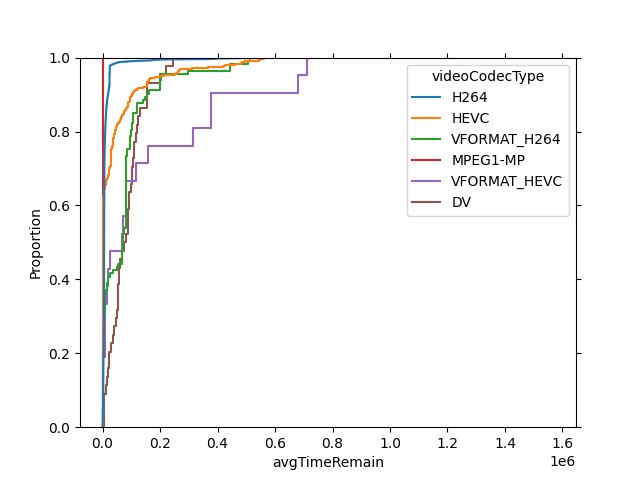 1.0
0.8
0.6
0.4
0.2
0.0
Proportion
0.0 0.2 0.4 0.6 0.8 1.0 1.2 1.4 1.6
1e6
avgTimeRemain
videoCodecType
H264
HEVC
VFORMAT_H264
MPEG1-MP
VFORMAT_HEVC
DV